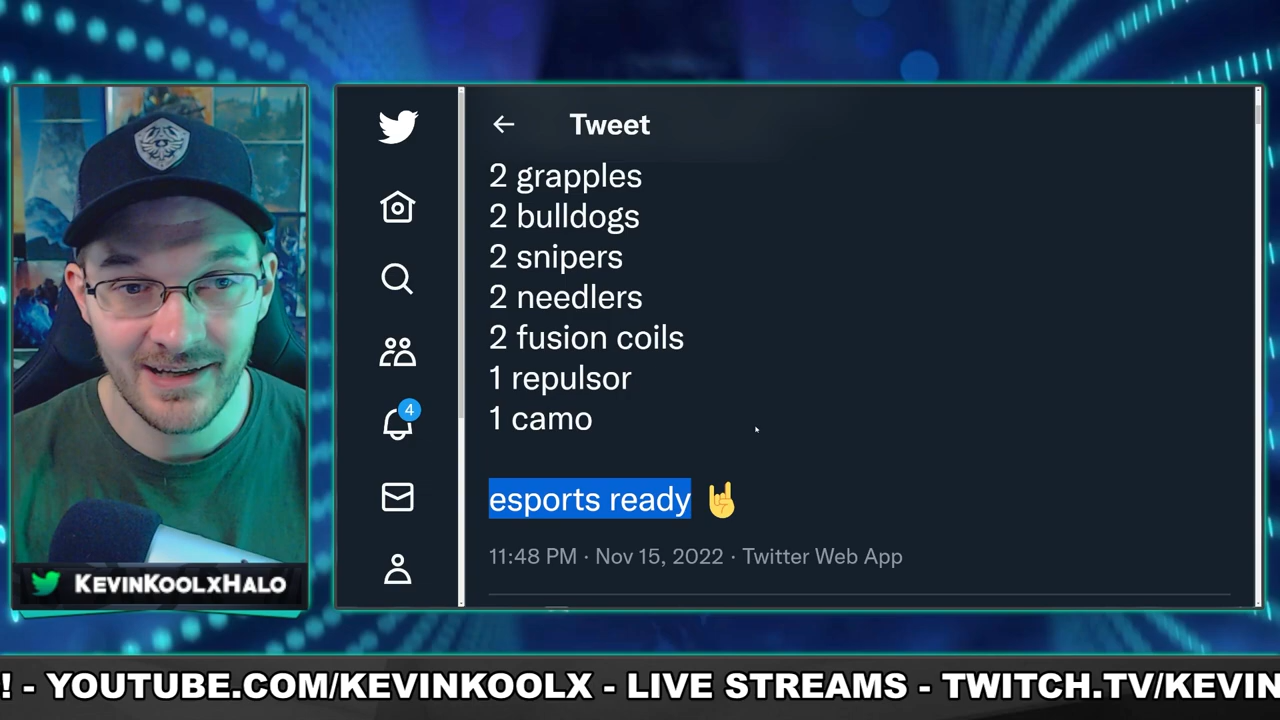 Tweet
2 grapples
2 bulldogs
2 snipers
2 needlers
2 fusion coils
1 repulsor
1 camo
4
esports ready 🤘
11:48 PM · Nov 15, 2022 · Twitter Web App
KEVINKOOLXHALO
! - YOUTUBE.COM/KEVINKOOLX - LIVE STREAMS - TWITCH.TV/KEVIN